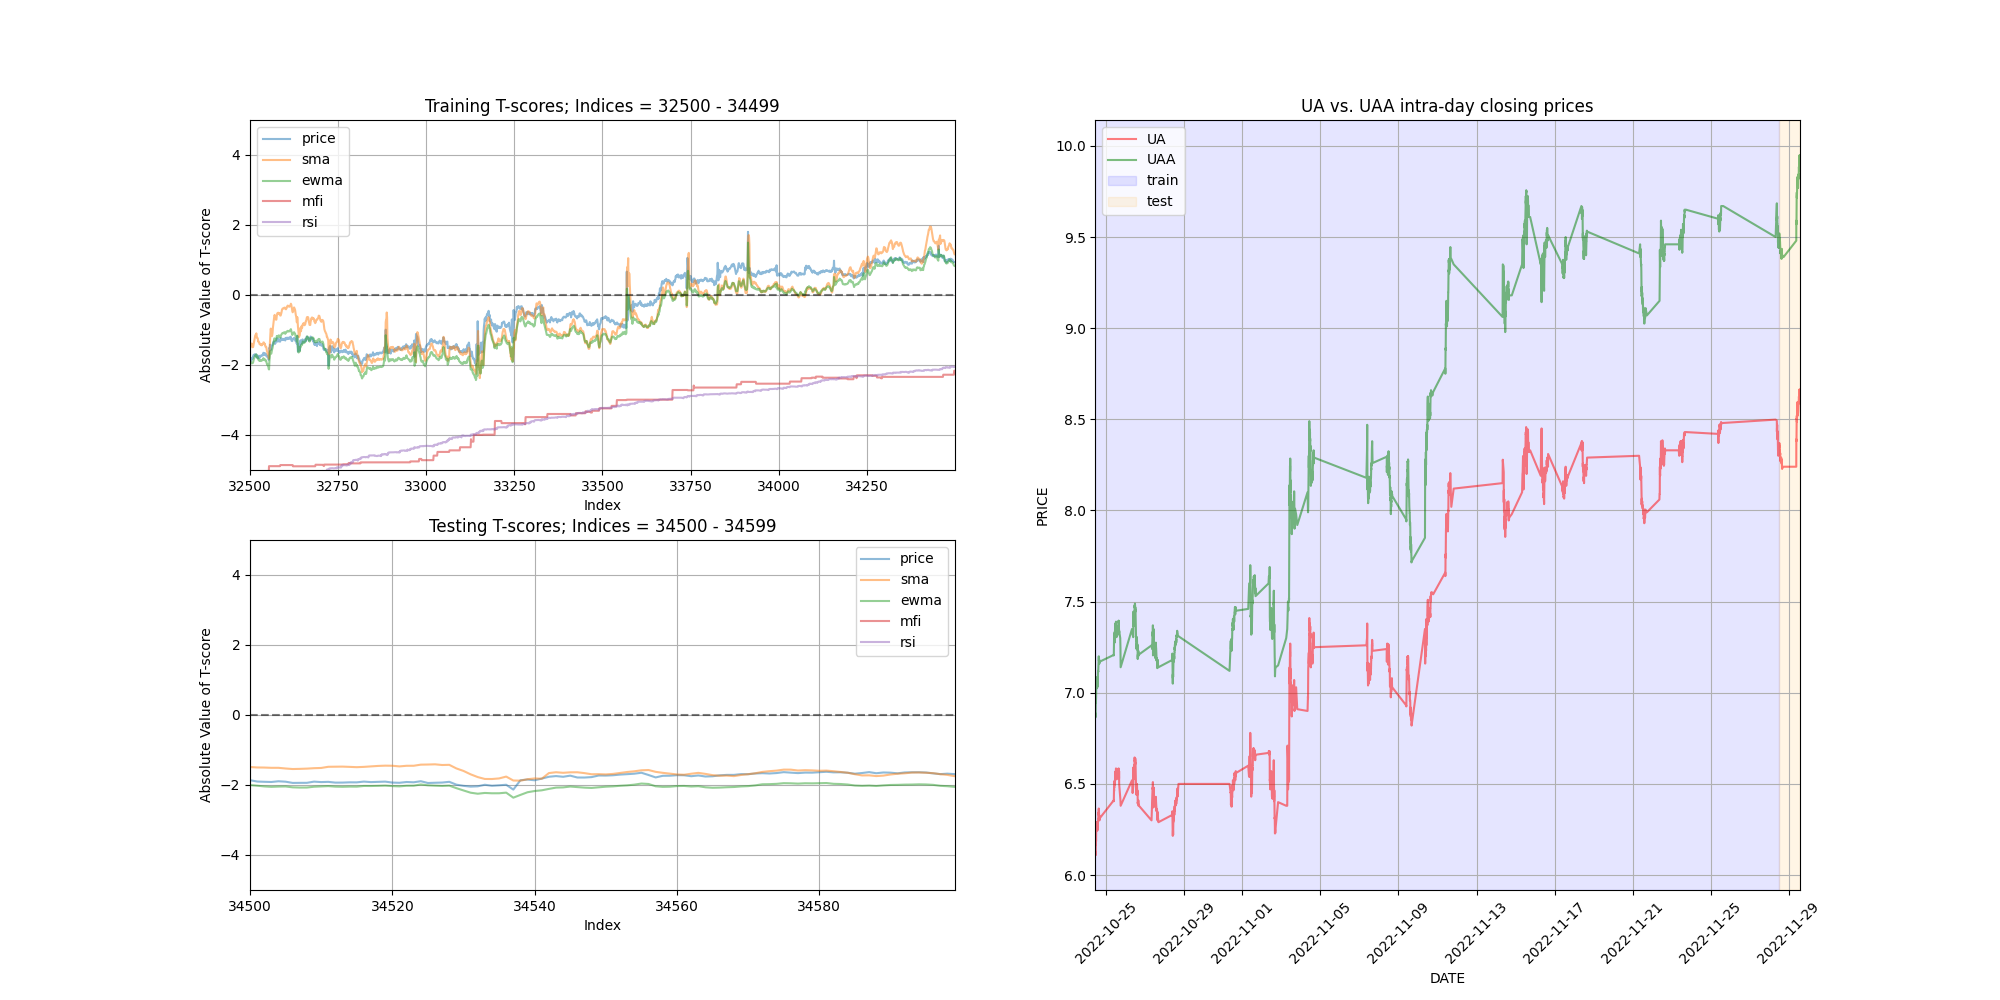 Training T-scores; Indices = 32500 - 34499
price
sma
ewma
mfi
rsi
4
2
0
−2
−4
Absolute Value of T-score
32500 32750 33000 33250 33500 33750 34000 34250
Index
Testing T-scores; Indices = 34500 - 34599
price
sma
ewma
mfi
rsi
4
2
0
−2
−4
Absolute Value of T-score
34500 34520 34540 34560 34580
Index
UA vs. UAA intra-day closing prices
UA
UAA
train
test
10.0
9.5
9.0
8.5
8.0
7.5
7.0
6.5
6.0
PRICE
2022-10-25 2022-10-29 2022-11-01 2022-11-05 2022-11-09 2022-11-13 2022-11-17 2022-11-21 2022-11-25 2022-11-29
DATE